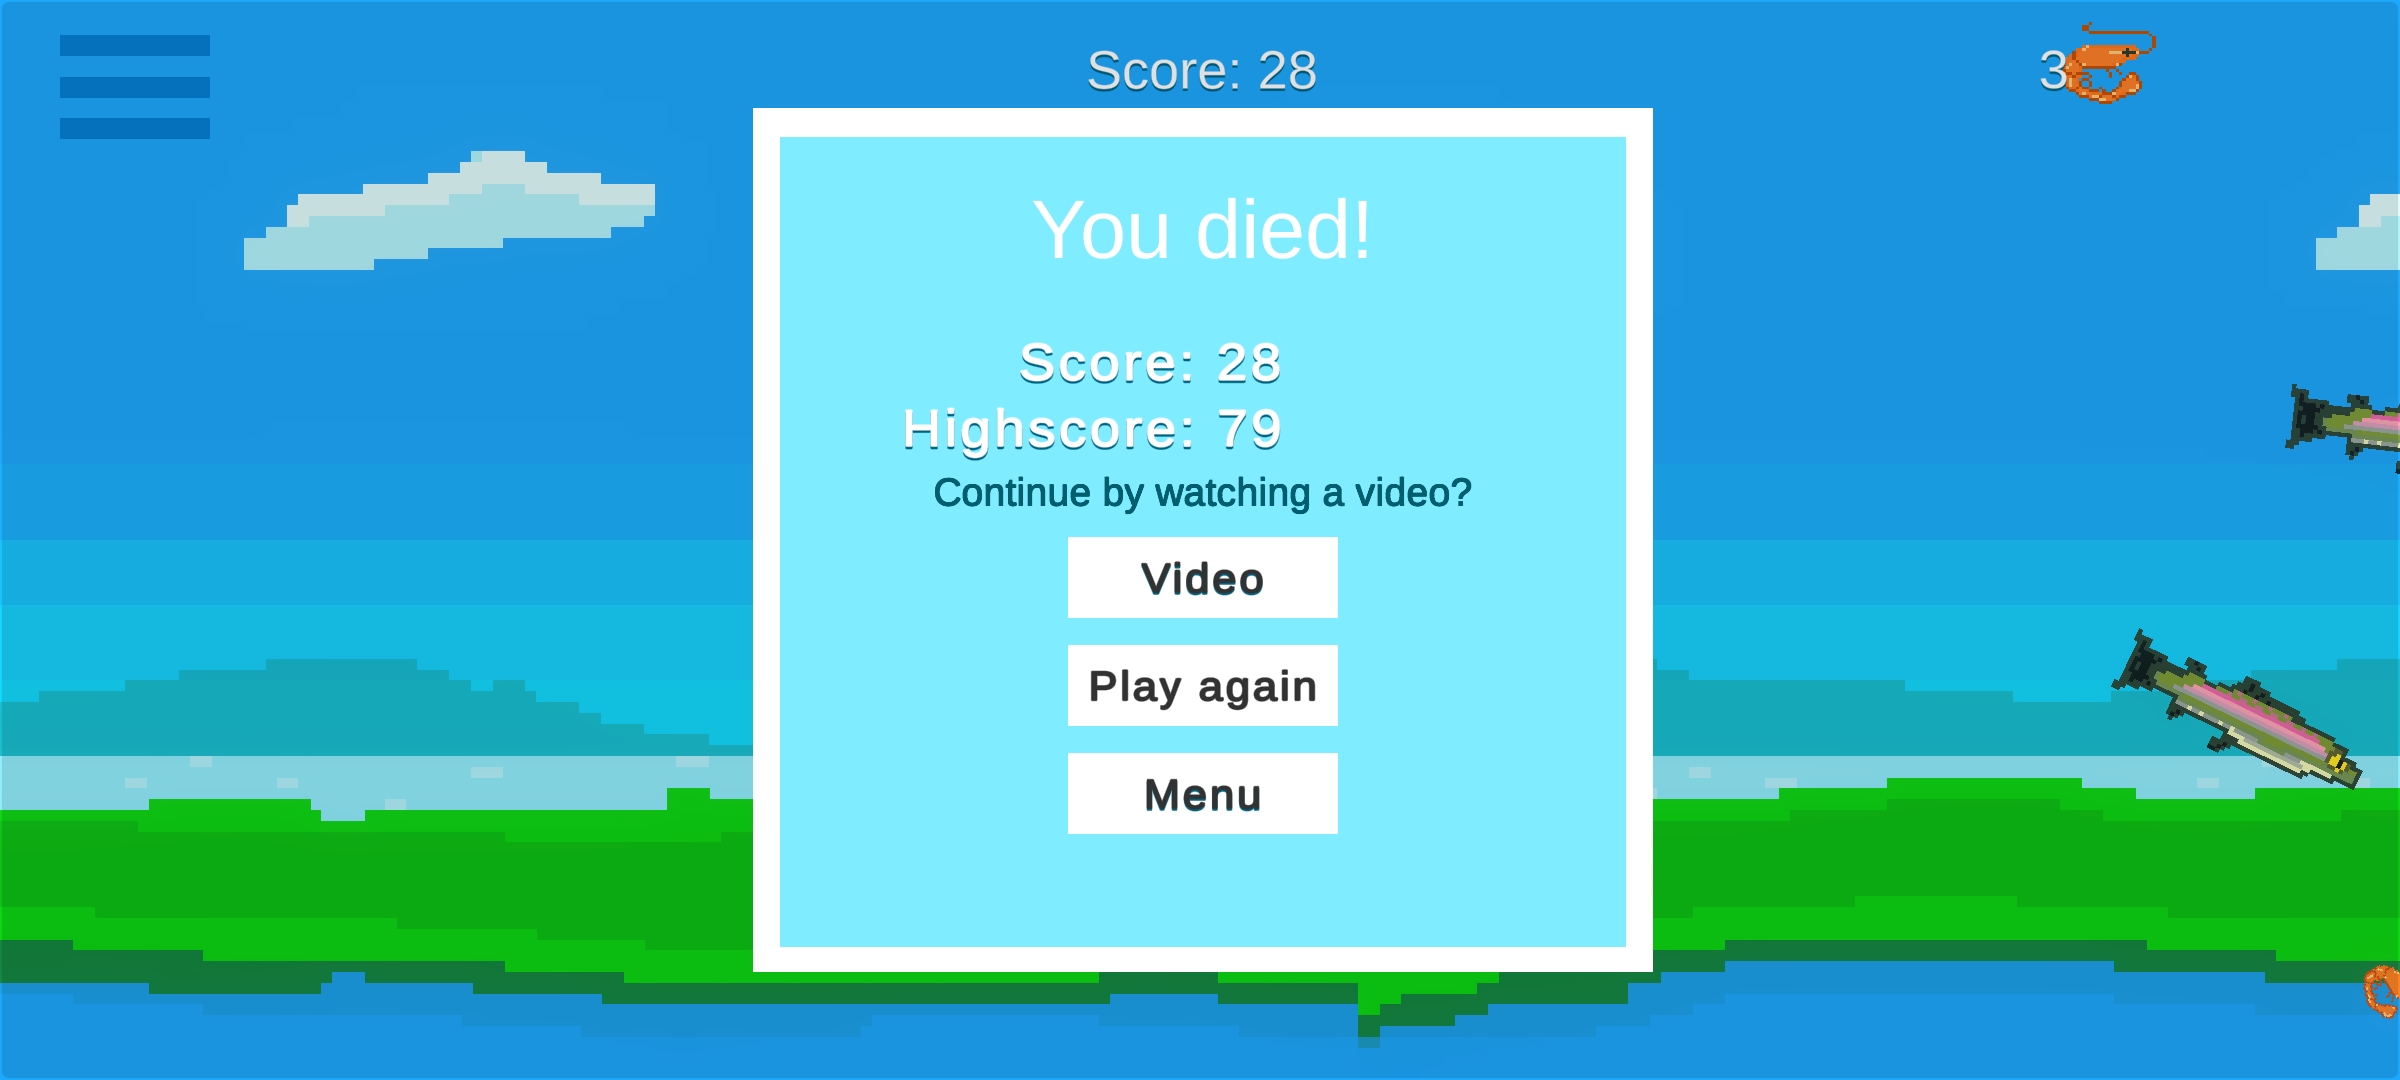 Score: 28
3
You died!
Score: 28
Highscore: 79
Continue by watching a video?
Video
Play again
Menu